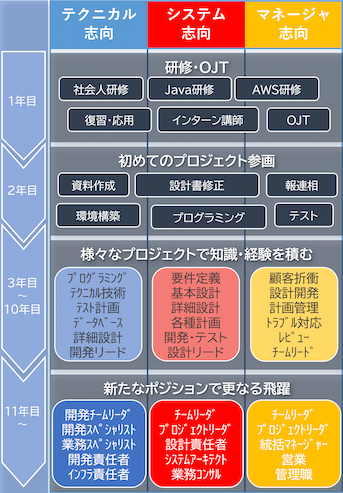 テクニカル
志向
システム
志向
マネージャ
志向
1年目
研修・OJT
社会人研修
Java研修
AWS研修
復習・応用
インターン講師
OJT
2年目
初めてのプロジェクト参画
資料作成
設計書修正
報連相
環境構築
プログラミング
テスト
3年目
～
10年目
様々なプロジェクトで知識・経験を積む
プログラミング
テクニカル技術
テスト計画
データベース
詳細設計
開発リード
要件定義
基本設計
詳細設計
各種計画
開発・テスト
設計リード
顧客折衝
設計開発
計画管理
トラブル対応
レビュー
チームリード
11年目
～
新たなポジションで更なる飛躍
開発チームリーダ
開発スペシャリスト
業務スペシャリスト
開発責任者
インフラ責任者
チームリーダ
プロジェクトリーダ
設計責任者
システムアーキテクト
業務コンサル
チームリーダ
プロジェクトリーダ
統括マネージャー
営業
管理職